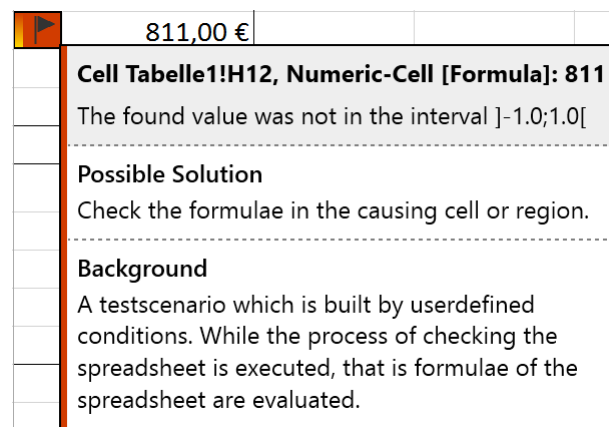 811,00 €
Cell Tabelle1!H12, Numeric-Cell [Formula]: 811
The found value was not in the interval ]-1.0;1.0[
Possible Solution
Check the formulae in the causing cell or region.
Background
A testscenario which is built by userdefined
conditions. While the process of checking the
spreadsheet is executed, that is formulae of the
spreadsheet are evaluated.